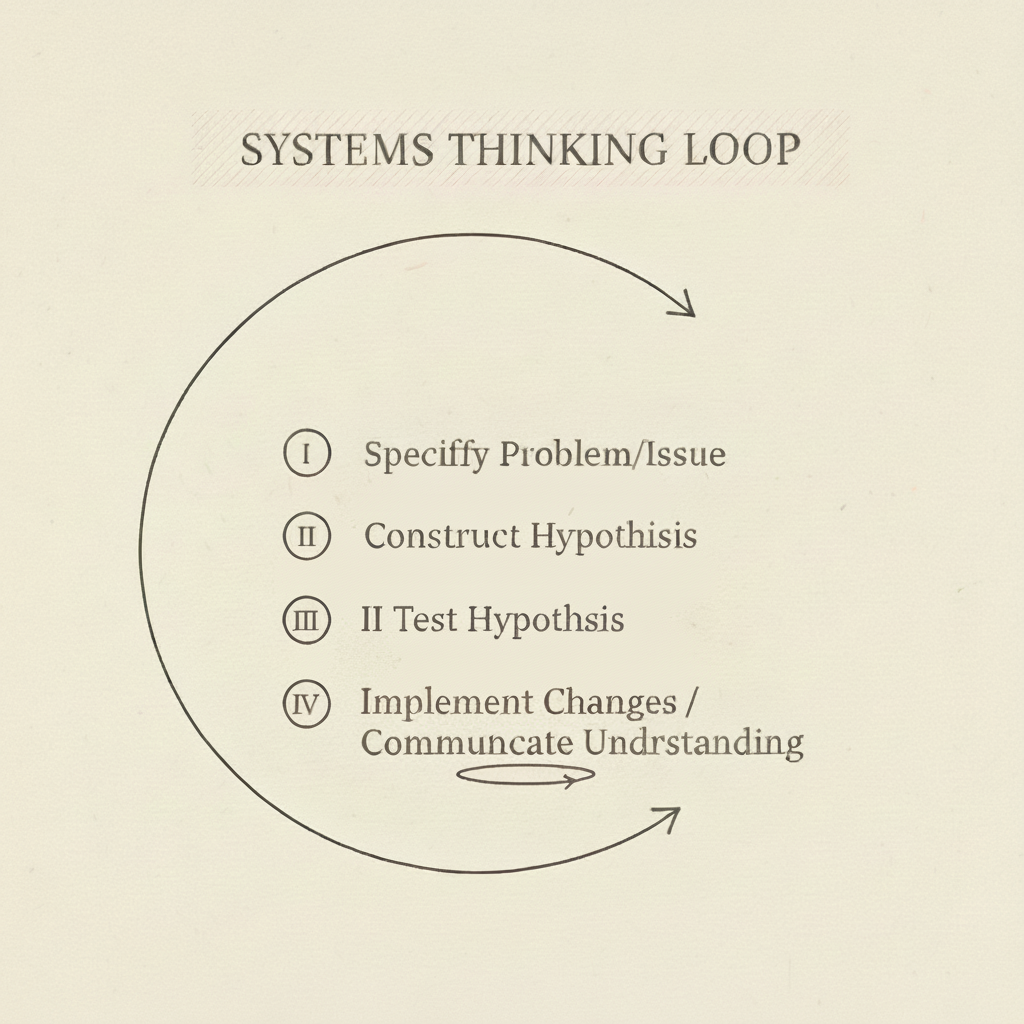 SYSTEMS THINKING LOOP
I Speciffy Problem/Issue
II Construct Hypothisis
III II Test Hypothsis
IV Implement Changes /
Communcate Undrstanding